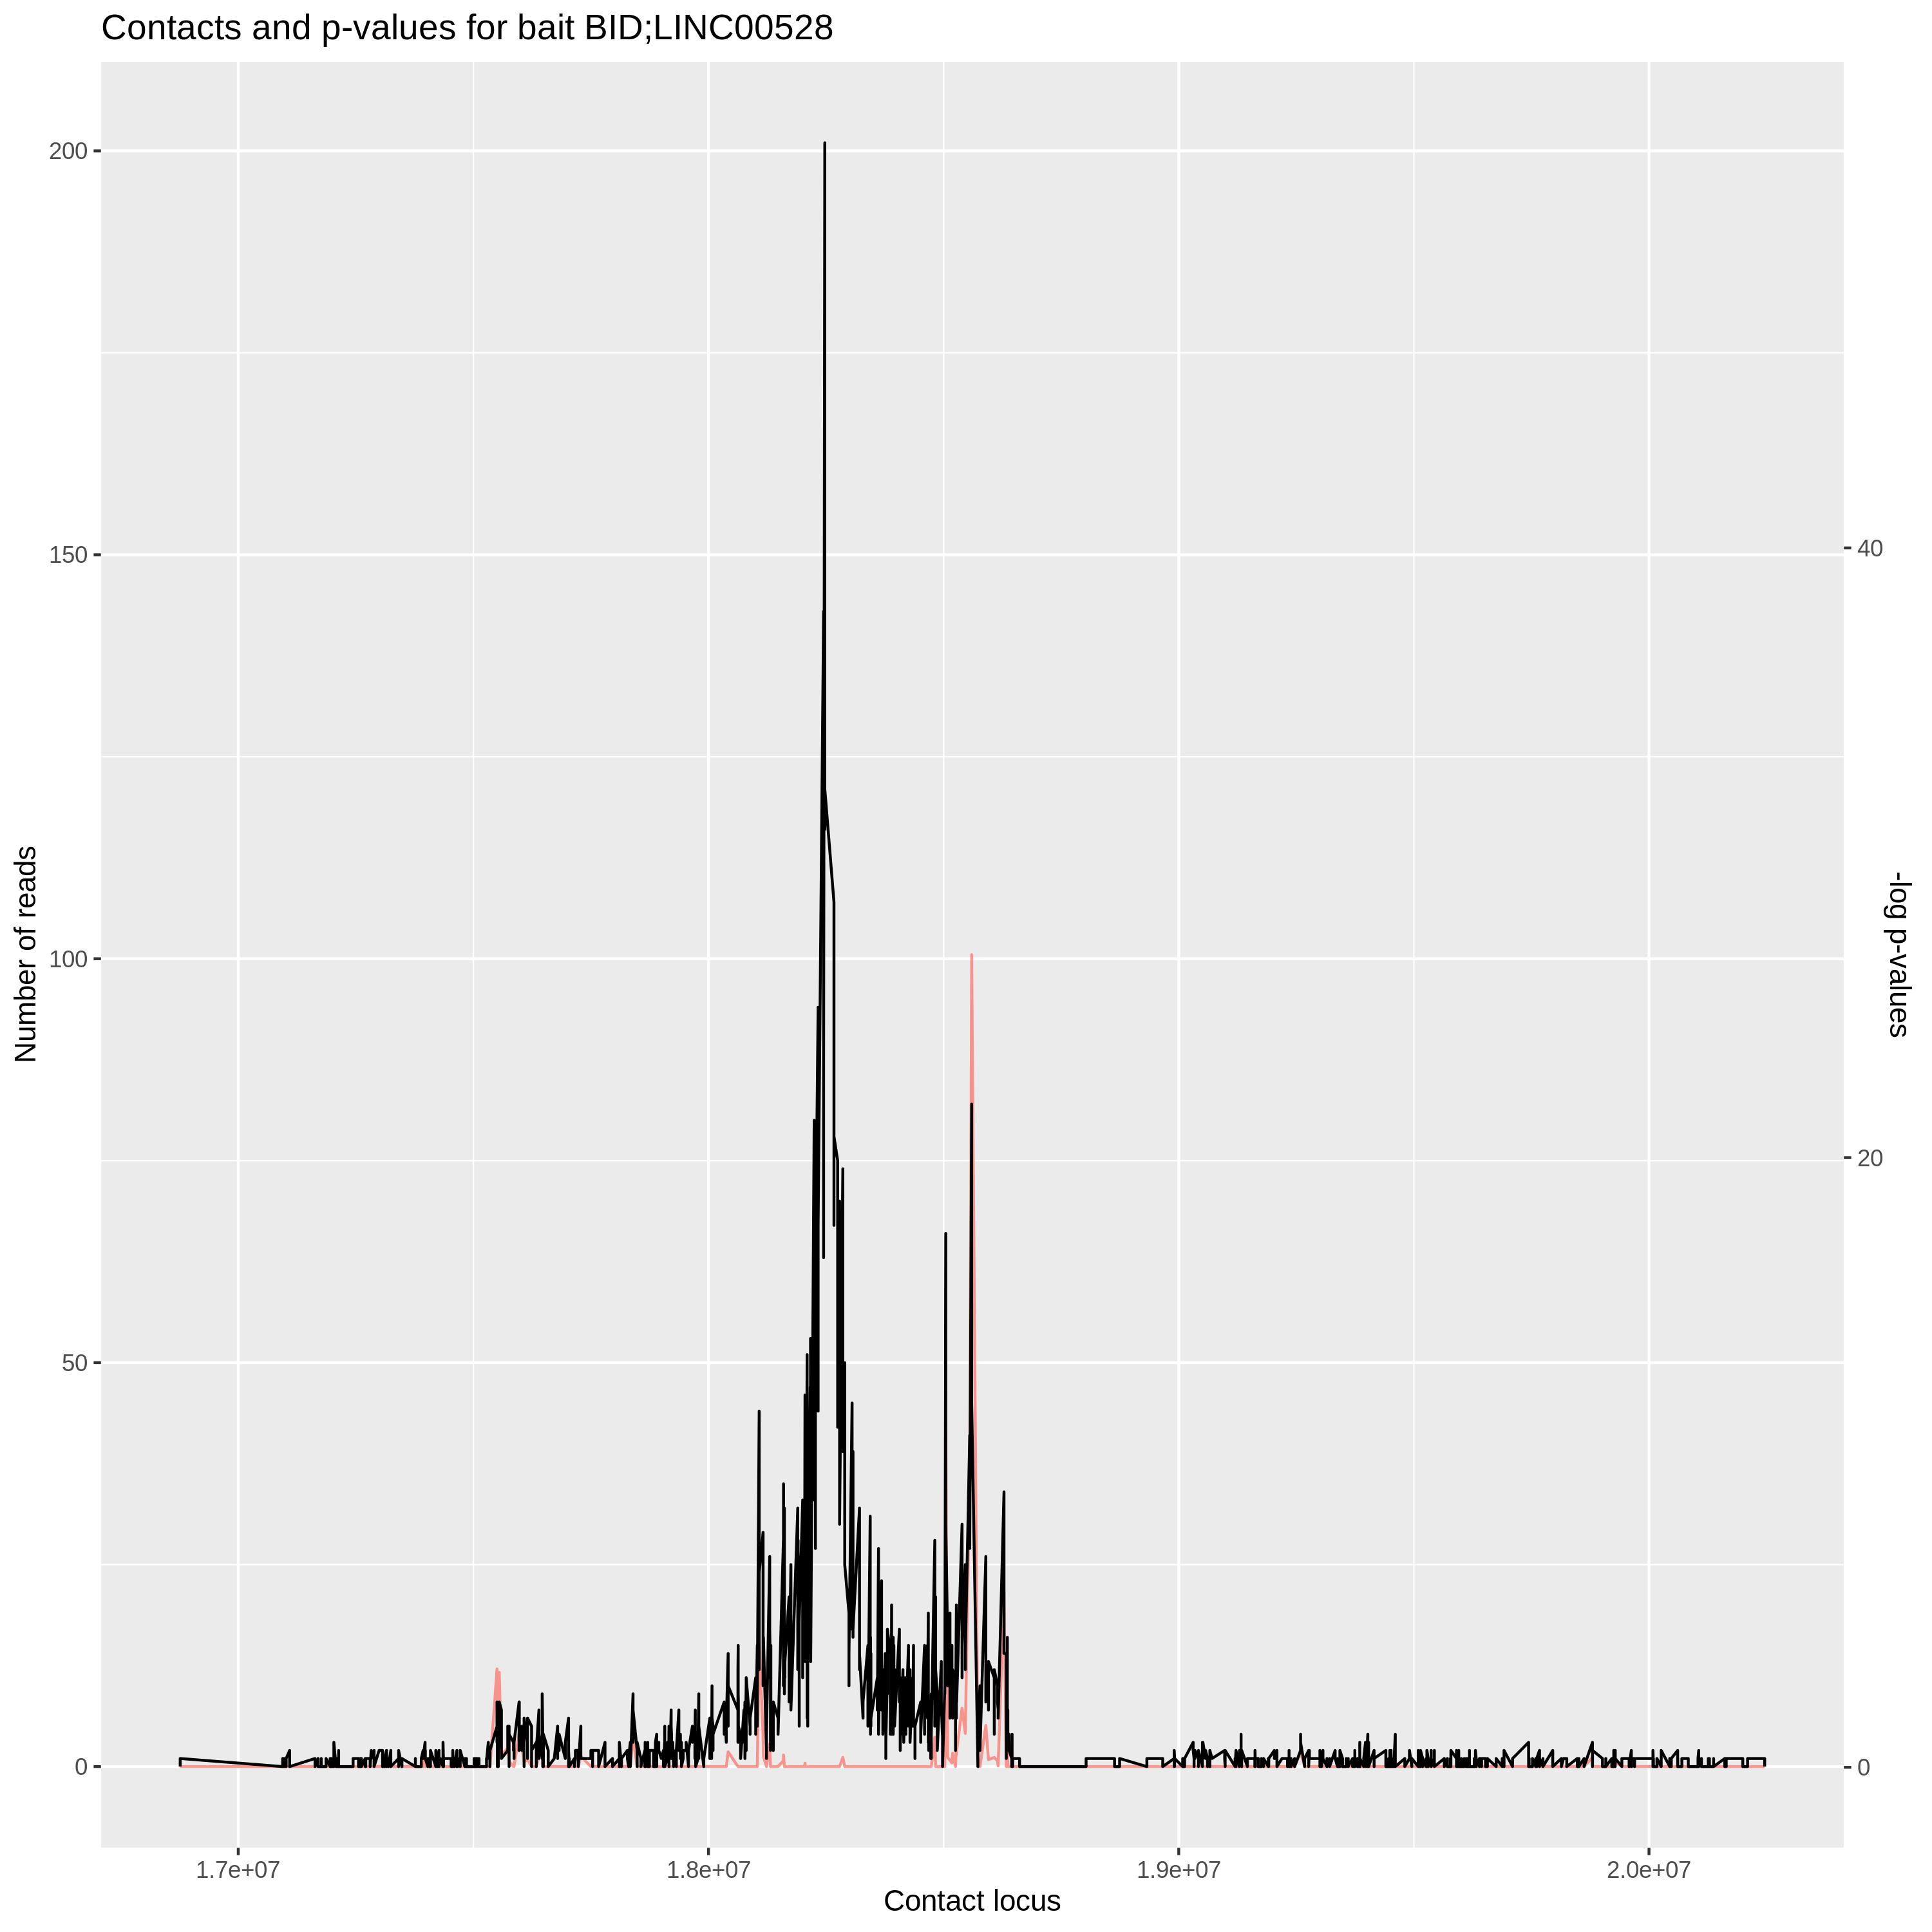 Contacts and p-values for bait BID;LINC00528
Number of reads
200
150
100
50
0
40
20
0
-log p-values
1.7e+07
1.8e+07
1.9e+07
2.0e+07
Contact locus